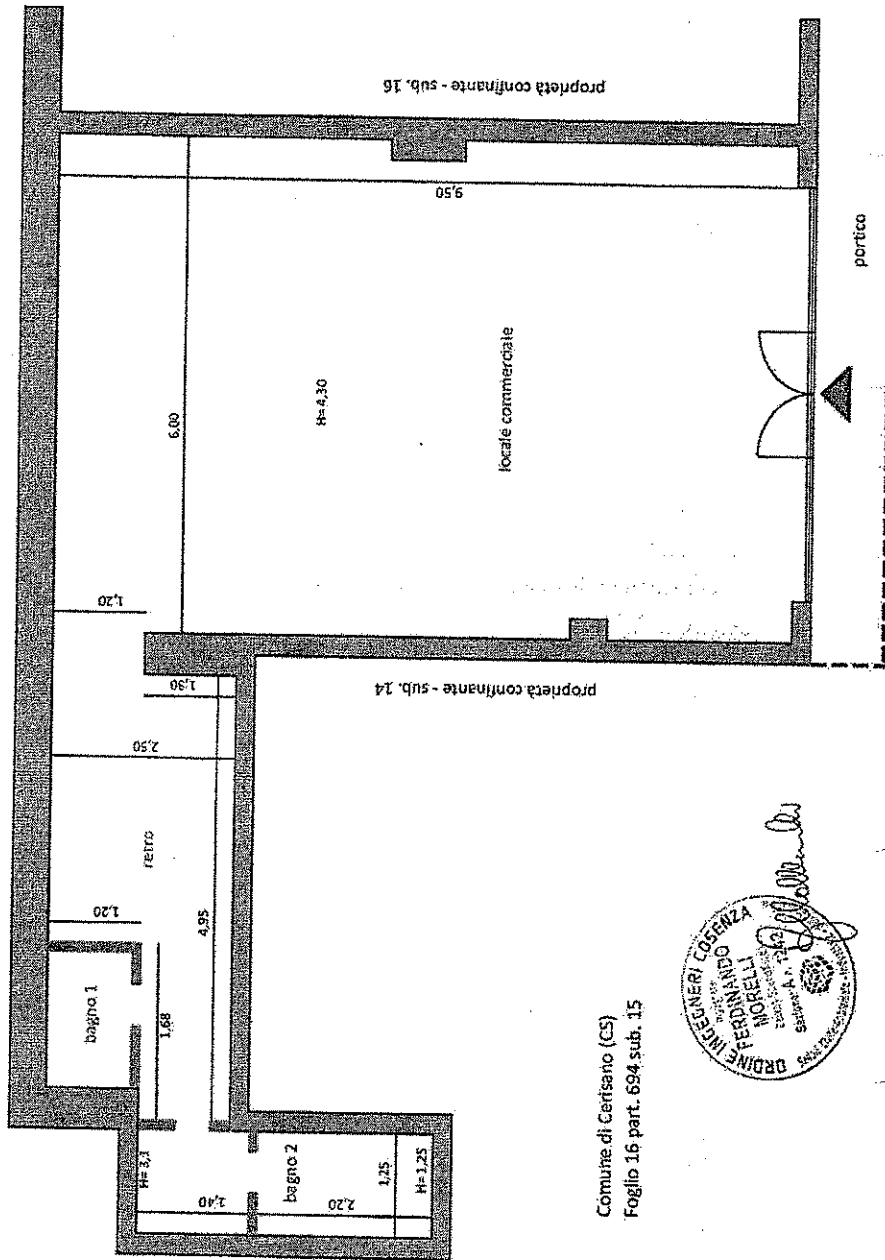 proprietà confinante - sub. 16
6,00
9,50
H= 4,30
locale commerciale
portico
1,20
1,30
2,50
proprietà confinante - sub. 14
retro
1,20
4,95
bagno 1
1,68
H= 3,3
1,40
bagno 2
2,20
1,25
H= 1,25
Comune di Cerisano (CS)
Foglio 16 part. 694 sub. 15
ORDINE INGEGNERI COSENZA
FERDINANDO
MORELLI